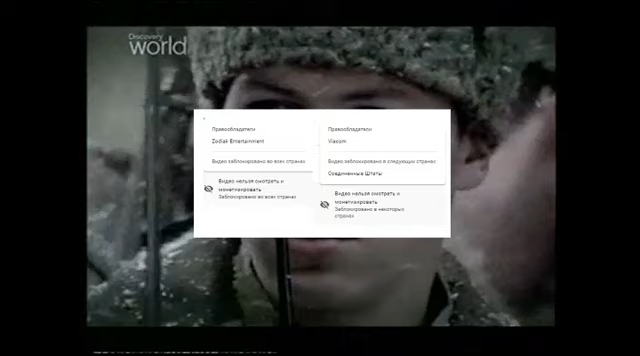 Discovery
world
Правообладатели
Zodiak Entertainment
Видео заблокировано во всех странах
Видео нельзя смотреть и
монетизировать
Заблокировано во всех странах
Правообладатели
Viacom
Видео заблокировано в следующих странах
Соединенные Штаты
Видео нельзя смотреть и
монетизировать
Заблокировано в некоторых
странах